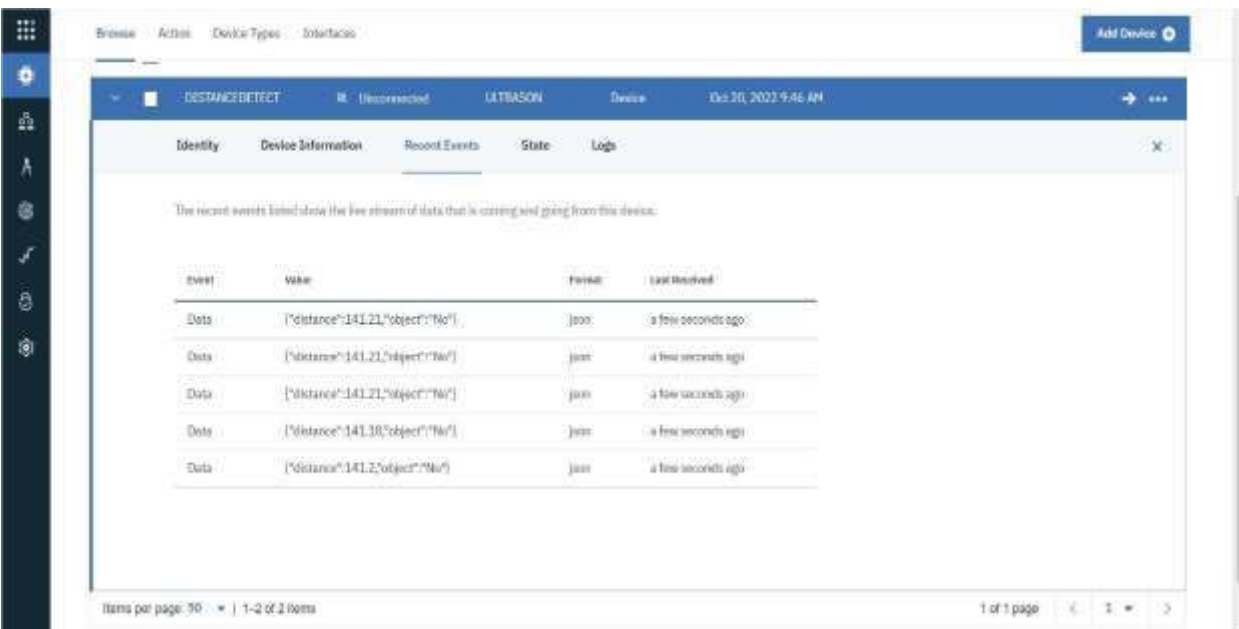 Browse Action Device Types Interfaces Add Device
DISTANCEDETECT Disconnected ULTRASON Device Oct 20, 2022 9:46 AM
Identity Device Information Recent Events State Logs
The recent events listed show the live stream of data that is coming and going from this device.
Event Value Format Last Received
Data {"distance":141.21,"object":"No"} json a few seconds ago
Data {"distance":141.21,"object":"No"} json a few seconds ago
Data {"distance":141.21,"object":"No"} json a few seconds ago
Data {"distance":141.18,"object":"No"} json a few seconds ago
Data {"distance":141.2,"object":"No"} json a few seconds ago
Items per page 50 | 1–2 of 2 items 1 of 1 page 1